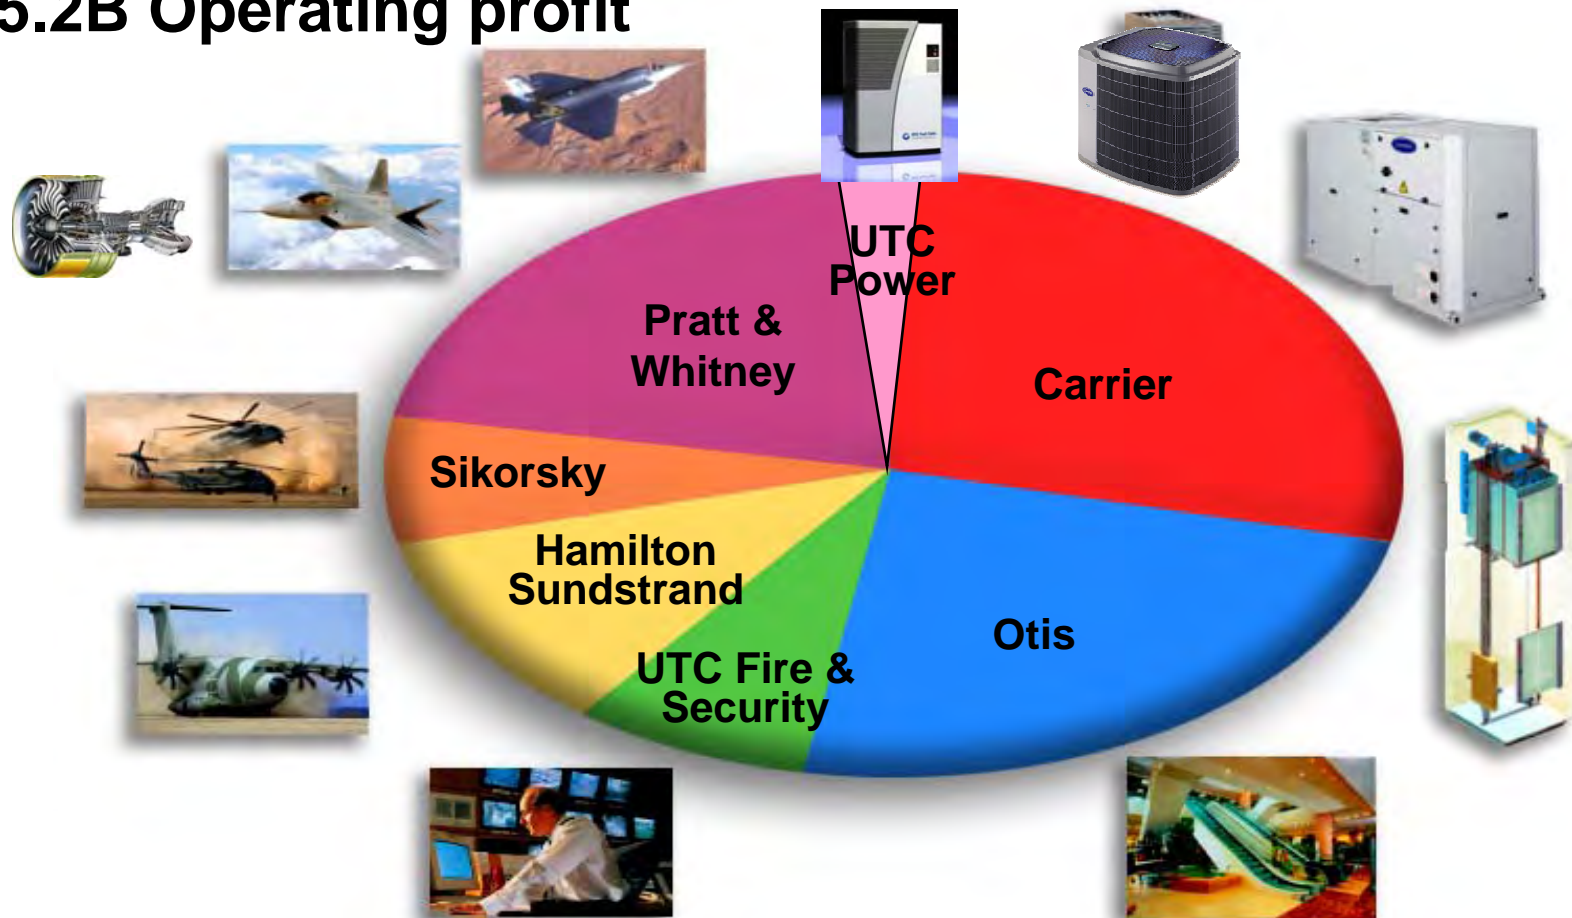 5.2B Operating profit
UTC
Power
Pratt &
Whitney
Carrier
Sikorsky
Hamilton
Sundstrand
Otis
UTC Fire &
Security